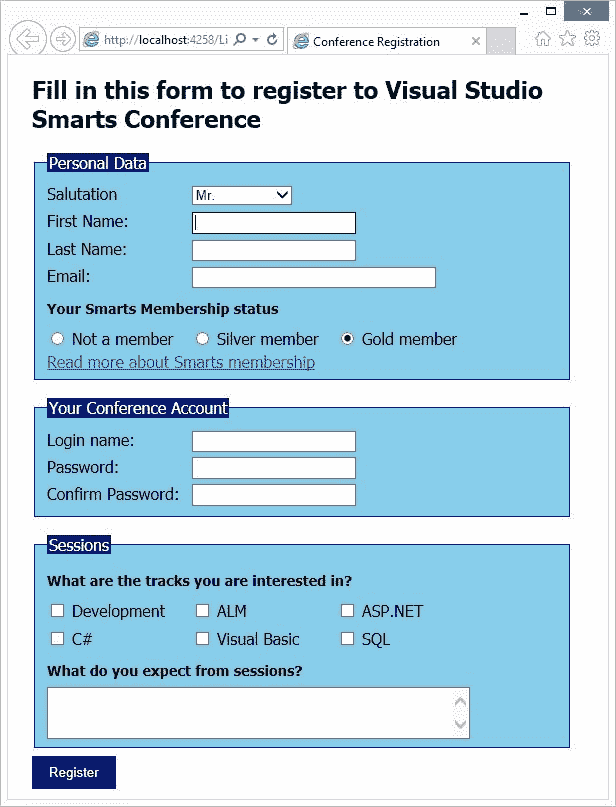 http://localhost:4258/Li
Conference Registration
Fill in this form to register to Visual Studio
Smarts Conference
Personal Data
Salutation Mr.
First Name:
Last Name:
Email:
Your Smarts Membership status
Not a member Silver member Gold member
Read more about Smarts membership
Your Conference Account
Login name:
Password:
Confirm Password:
Sessions
What are the tracks you are interested in?
Development ALM ASP.NET
C# Visual Basic SQL
What do you expect from sessions?
Register